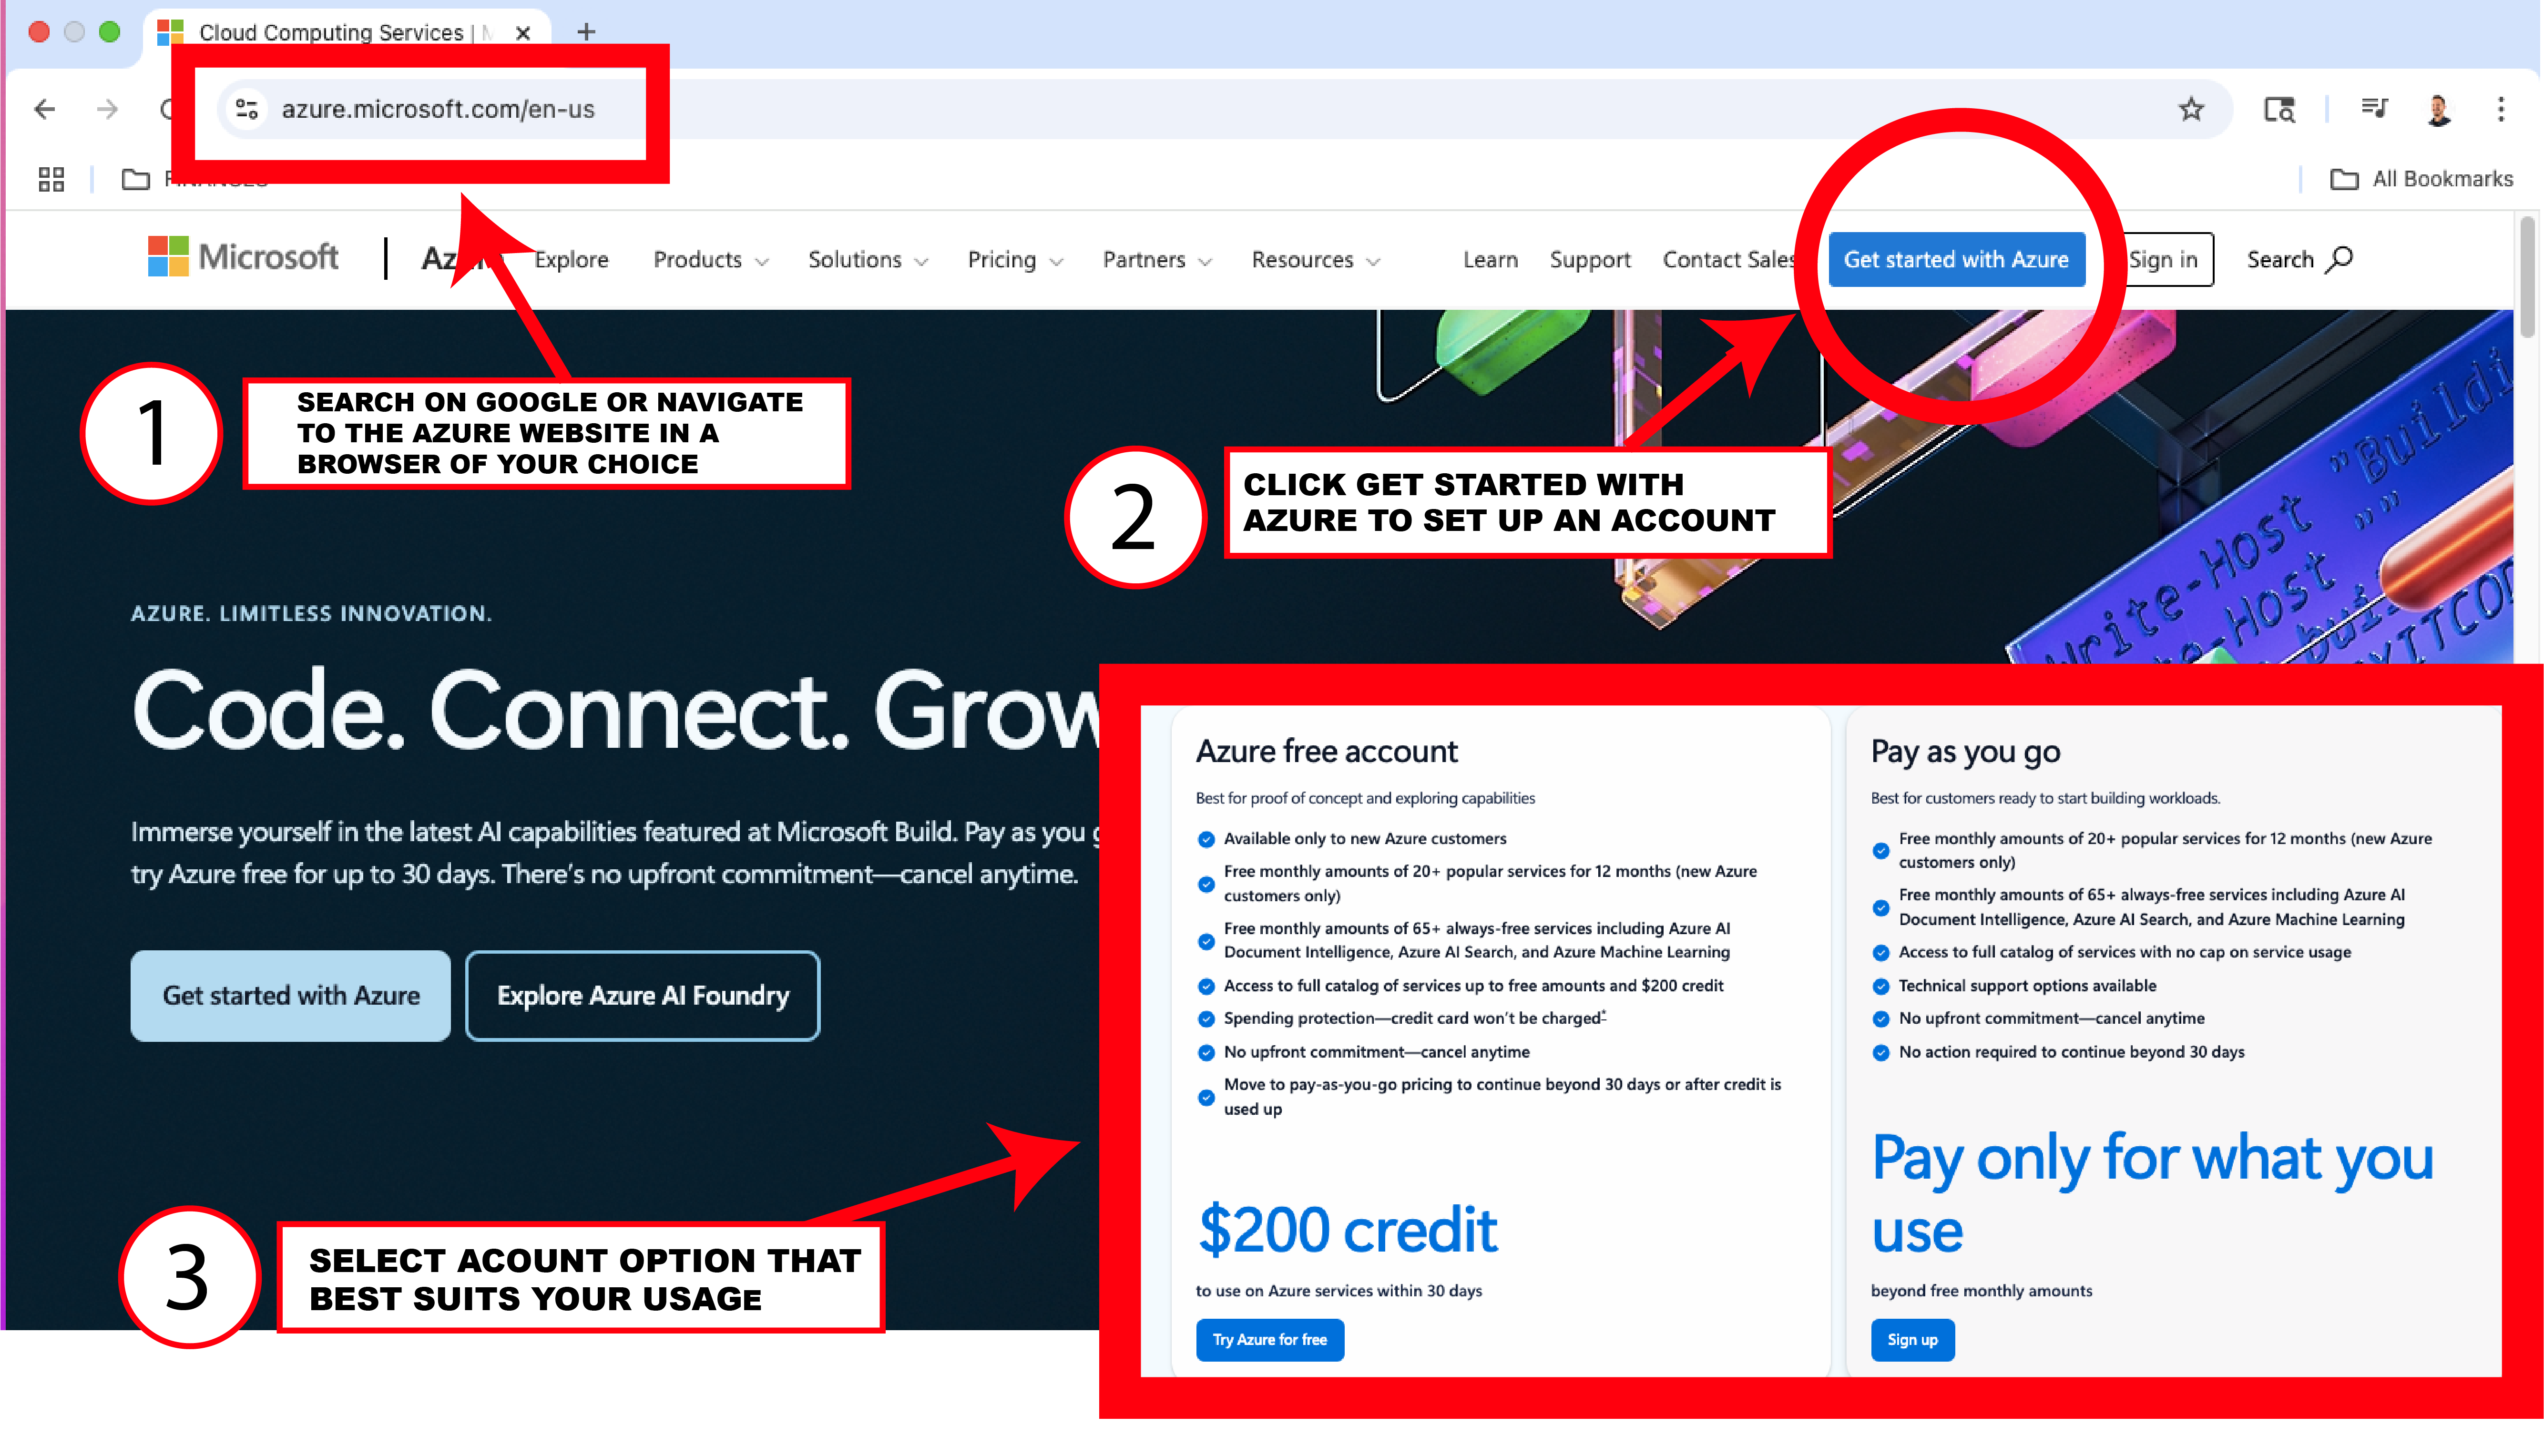 Cloud Computing Services |
azure.microsoft.com/en-us
All Bookmarks
Microsoft
Explore
Products
Solutions
Pricing
Partners
Resources
Learn
Support
Contact Sales
Get started with Azure
Sign in
Search
1
SEARCH ON GOOGLE OR NAVIGATE
TO THE AZURE WEBSITE IN A
BROWSER OF YOUR CHOICE
2
CLICK GET STARTED WITH
AZURE TO SET UP AN ACCOUNT
"Buildi
Write-Host
""
-Host
AZURE. LIMITLESS INNOVATION.
Code. Connect. Grow
Immerse yourself in the latest AI capabilities featured at Microsoft Build. Pay as you
try Azure free for up to 30 days. There's no upfront commitment—cancel anytime.
Get started with Azure
Explore Azure AI Foundry
3
SELECT ACOUNT OPTION THAT
BEST SUITS YOUR USAGE
Azure free account
Best for proof of concept and exploring capabilities
Available only to new Azure customers
Free monthly amounts of 20+ popular services for 12 months (new Azure
customers only)
Free monthly amounts of 65+ always-free services including Azure AI
Document Intelligence, Azure AI Search, and Azure Machine Learning
Access to full catalog of services up to free amounts and $200 credit
Spending protection—credit card won't be charged*
No upfront commitment—cancel anytime
Move to pay-as-you-go pricing to continue beyond 30 days or after credit is
used up
$200 credit
to use on Azure services within 30 days
Try Azure for free
Pay as you go
Best for customers ready to start building workloads.
Free monthly amounts of 20+ popular services for 12 months (new Azure
customers only)
Free monthly amounts of 65+ always-free services including Azure AI
Document Intelligence, Azure AI Search, and Azure Machine Learning
Access to full catalog of services with no cap on service usage
Technical support options available
No upfront commitment—cancel anytime
No action required to continue beyond 30 days
Pay only for what you
use
beyond free monthly amounts
Sign up